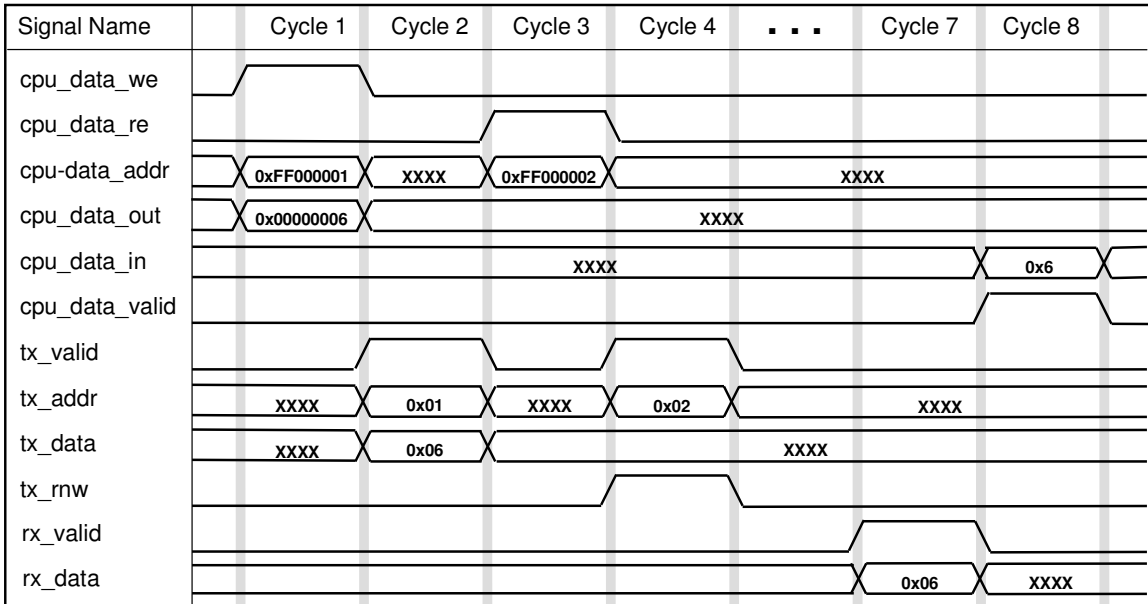 Signal Name Cycle 1 Cycle 2 Cycle 3 Cycle 4 ... Cycle 7 Cycle 8
cpu_data_we
cpu_data_re
cpu-data_addr 0xFF000001 XXXX 0xFF000002 XXXX
cpu_data_out 0x00000006 XXXX
cpu_data_in XXXX 0x6
cpu_data_valid
tx_valid
tx_addr XXXX 0x01 XXXX 0x02 XXXX
tx_data XXXX 0x06 XXXX
tx_rnw
rx_valid
rx_data 0x06 XXXX